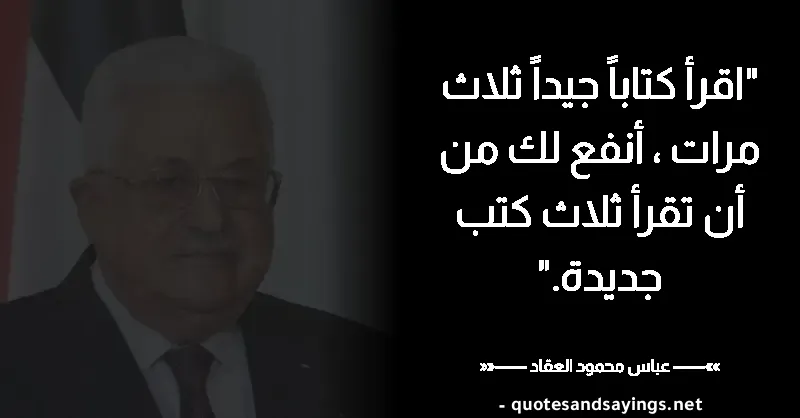 "اقرأ كتاباً جيداً ثلاث
مرات ، أنفع لك من
أن تقرأ ثلاث كتب
جديدة."
»—— عباس محمود العقاد ——«
- quotesandsayings.net